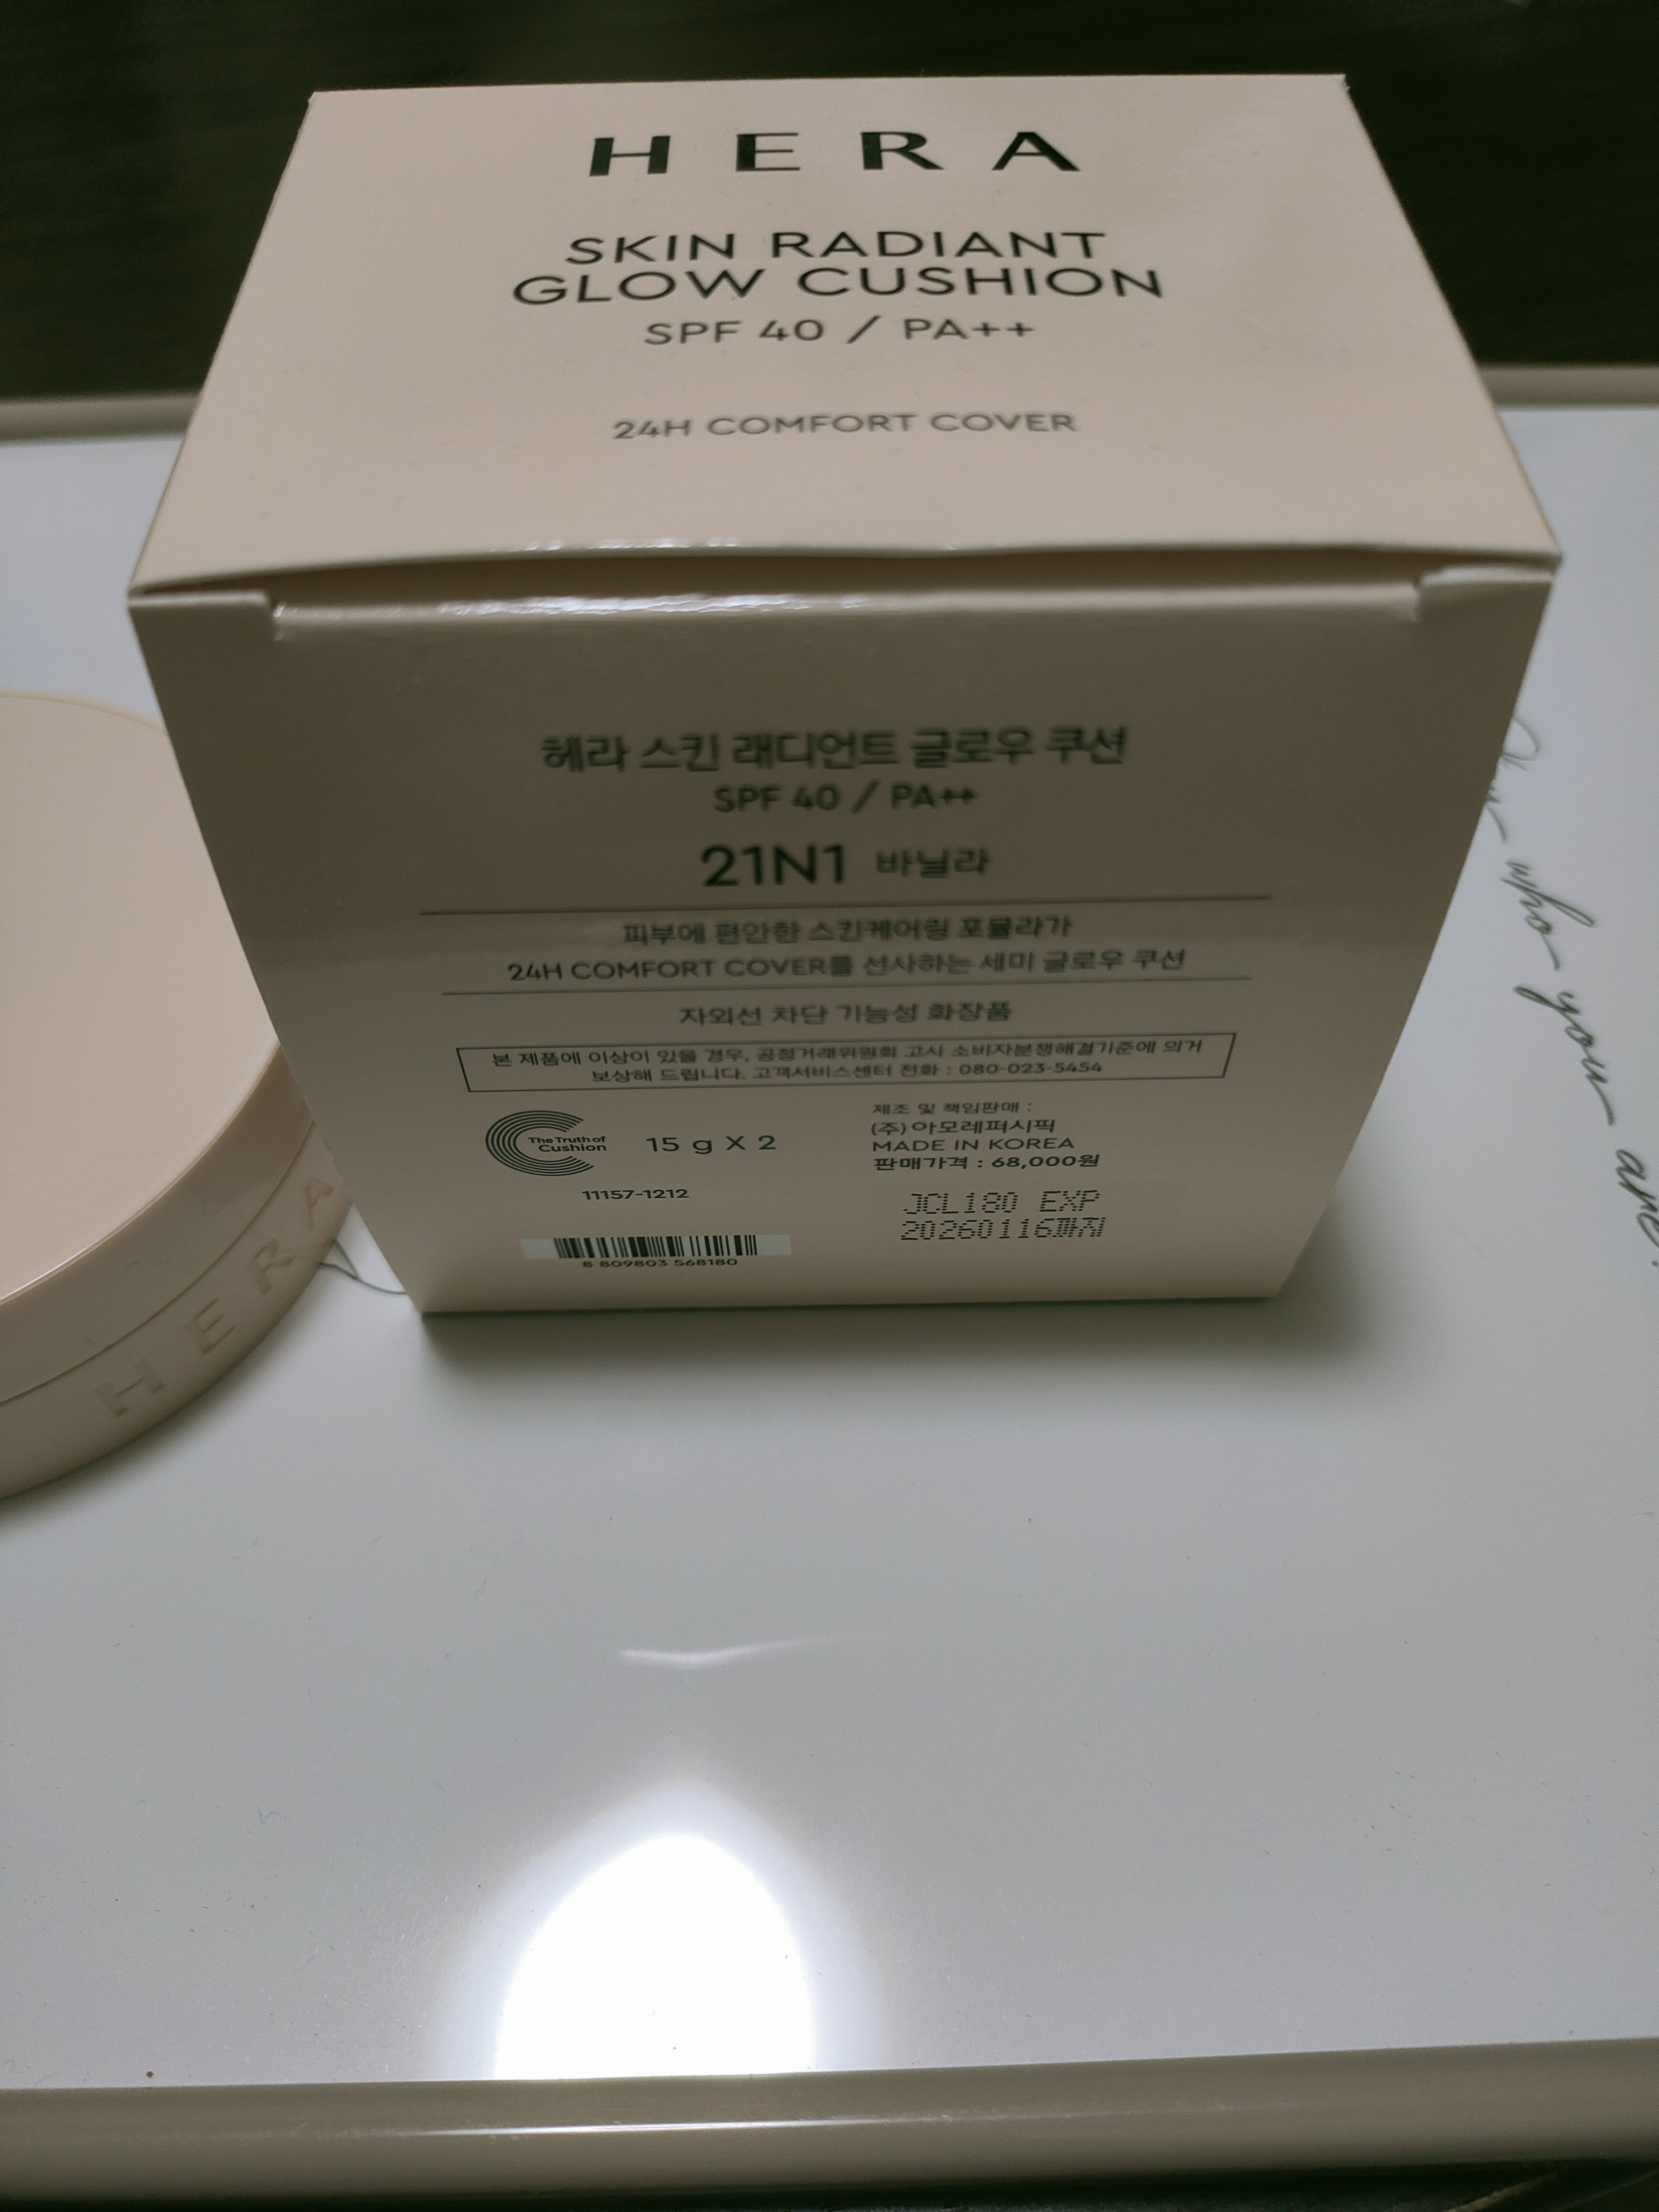 HERA
SKIN RADIANT
GLOW CUSHION
SPF 40 / PA++
24H COMFORT COVER
헤라 스킨 래디언트 글로우 쿠션
SPF 40 / PA++
21N1 바닐라
피부에 편안한 스킨케어링 포뮬라가
24H COMFORT COVER를 선사하는 세미 글로우 쿠션
자외선 차단 기능성 화장품
본 제품에 이상이 있을 경우, 공정거래위원회 고시 소비자분쟁해결기준에 의거
보상해 드립니다. 고객서비스센터 전화 : 080-023-5454
The Truth of
Cushion
15 g X 2
11157-1212
8 809803 568180
제조 및 책임판매 :
(주)아모레퍼시픽
MADE IN KOREA
판매가격 : 68,000원
JCL180 EXP
20260116까지
HERA
who you are